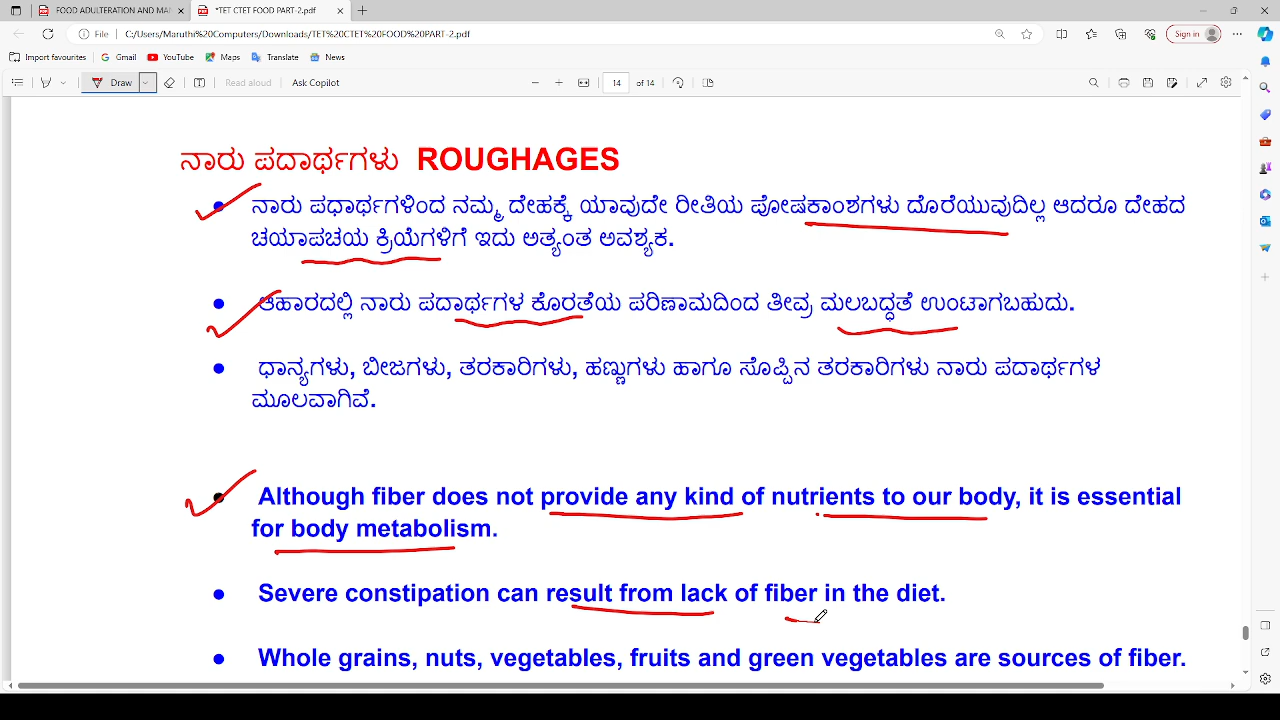 FOOD ADULTERATION AND MA
*TET CTET FOOD PART-2.pdf
File C:/Users/Maruthi%20Computers/Downloads/TET%20CTET%20FOOD%20PART-2.pdf
Sign in
Import favourites Gmail YouTube Maps Translate News
Draw Read aloud Ask Copilot 14 of 14
ನಾರು ಪದಾರ್ಥಗಳು ROUGHAGES
ನಾರು ಪಧಾರ್ಥಗಳಿಂದ ನಮ್ಮ ದೇಹಕ್ಕೆ ಯಾವುದೇ ರೀತಿಯ ಪೋಷಕಾಂಶಗಳು ದೊರೆಯುವುದಿಲ್ಲ ಆದರೂ ದೇಹದ
ಚಯಾಪಚಯ ಕ್ರಿಯೆಗಳಿಗೆ ಇದು ಅತ್ಯಂತ ಅವಶ್ಯಕ.
ಆಹಾರದಲ್ಲಿ ನಾರು ಪದಾರ್ಥಗಳ ಕೊರತೆಯ ಪರಿಣಾಮದಿಂದ ತೀವ್ರ ಮಲಬದ್ಧತೆ ಉಂಟಾಗಬಹುದು.
ಧಾನ್ಯಗಳು, ಬೀಜಗಳು, ತರಕಾರಿಗಳು, ಹಣ್ಣುಗಳು ಹಾಗೂ ಸೊಪ್ಪಿನ ತರಕಾರಿಗಳು ನಾರು ಪದಾರ್ಥಗಳ
ಮೂಲವಾಗಿವೆ.
Although fiber does not provide any kind of nutrients to our body, it is essential
for body metabolism.
Severe constipation can result from lack of fiber in the diet.
Whole grains, nuts, vegetables, fruits and green vegetables are sources of fiber.